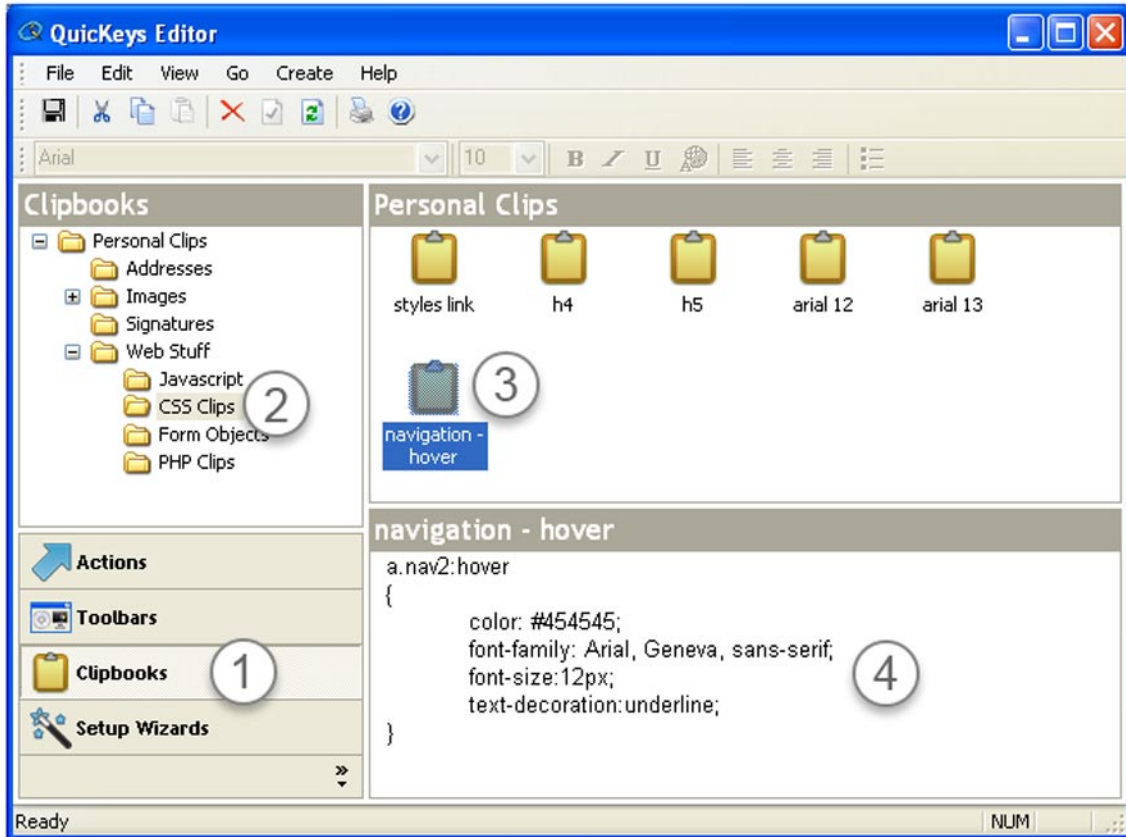 QuicKeys Editor
File Edit View Go Create Help
Arial 10 B I U
Clipbooks
Personal Clips
Addresses
Images
Signatures
Web Stuff
Javascript
CSS Clips
2
Form Objects
PHP Clips
Actions
Toolbars
Clipbooks
1
Setup Wizards
Personal Clips
styles link h4 h5 arial 12 arial 13
3
navigation -
hover
navigation - hover
a.nav2:hover
{
color: #454545;
font-family: Arial, Geneva, sans-serif;
font-size:12px;
text-decoration:underline;
}
4
Ready NUM